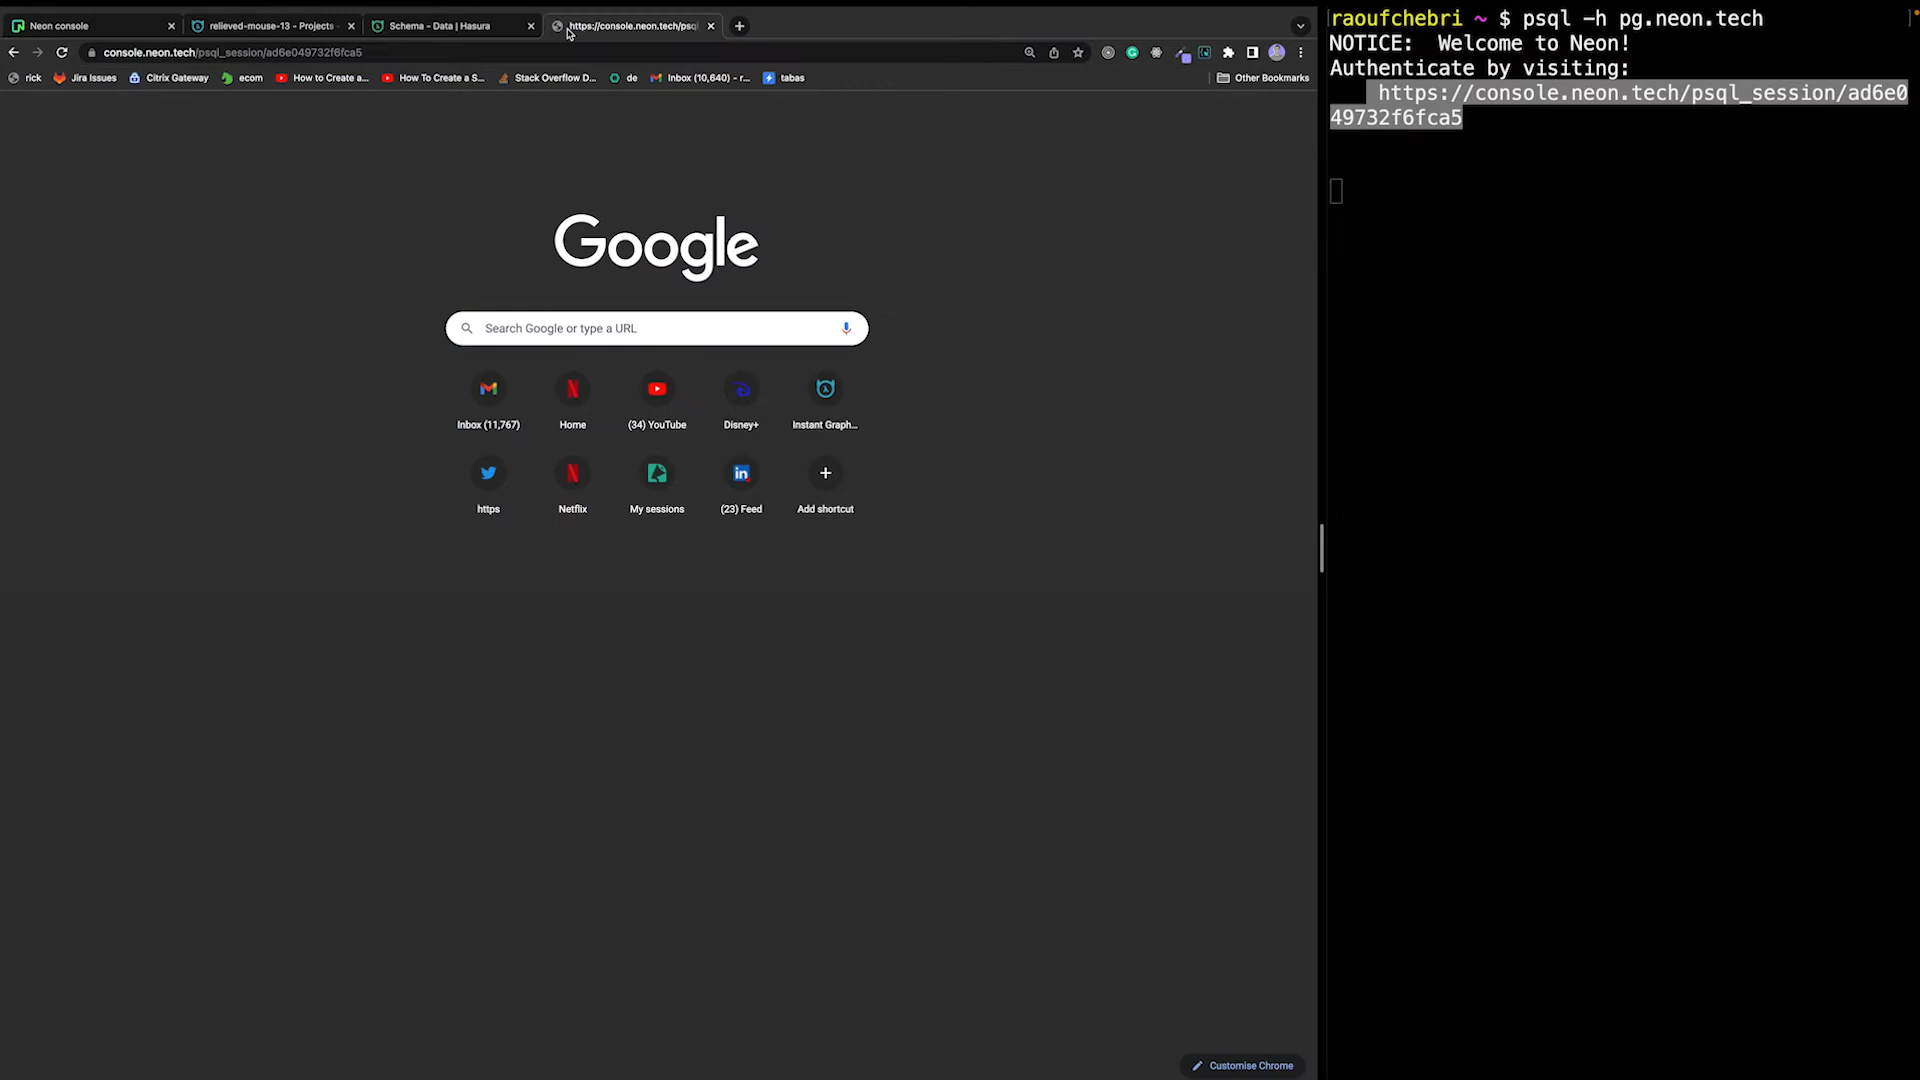 Neon console
relieved-mouse-13 - Projects -
Schema - Data | Hasura
https://console.neon.tech/psql
console.neon.tech/psql_session/ad6e049732f6fca5
rick
Jira Issues
Citrix Gateway
ecom
How to Create a...
How To Create a S...
Stack Overflow D...
de
Inbox (10,640) - r...
tabas
Other Bookmarks
Google
Search Google or type a URL
Inbox (11,767)
Home
(34) YouTube
Disney+
Instant Graph...
https
Netflix
My sessions
(23) Feed
Add shortcut
Customise Chrome
raoufchebri ~ $ psql -h pg.neon.tech
NOTICE:  Welcome to Neon!
Authenticate by visiting:
https://console.neon.tech/psql_session/ad6e0
49732f6fca5